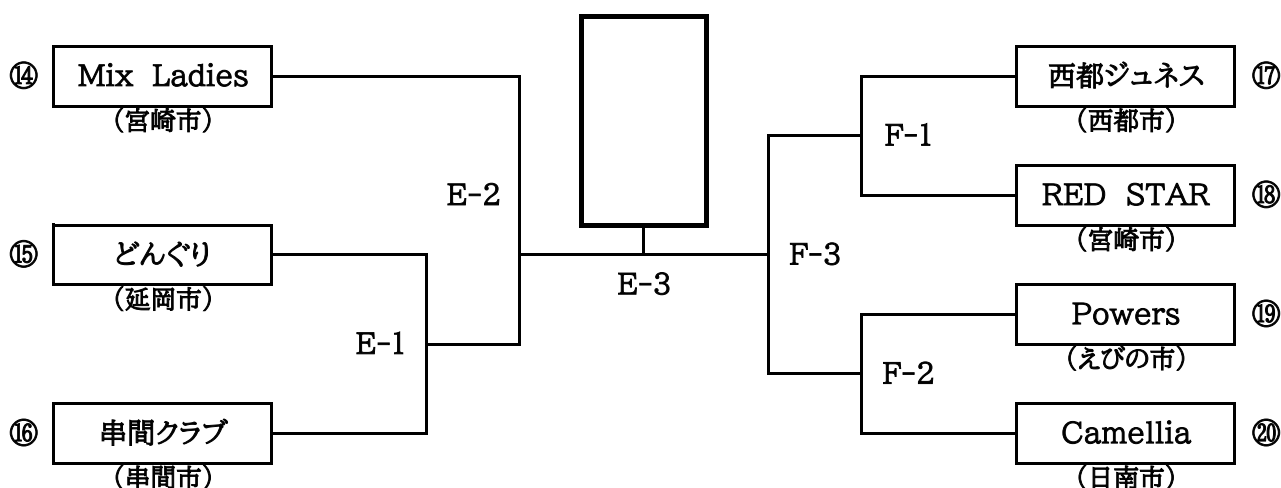 ⑭ Mix Ladies
(宮崎市)
E-2
⑮ どんぐり
(延岡市)
E-1
⑯ 串間クラブ
(串間市)
E-3
西都ジュネス ⑰
(西都市)
F-1
RED STAR ⑱
(宮崎市)
F-3
Powers ⑲
(えびの市)
F-2
Camellia ⑳
(日南市)